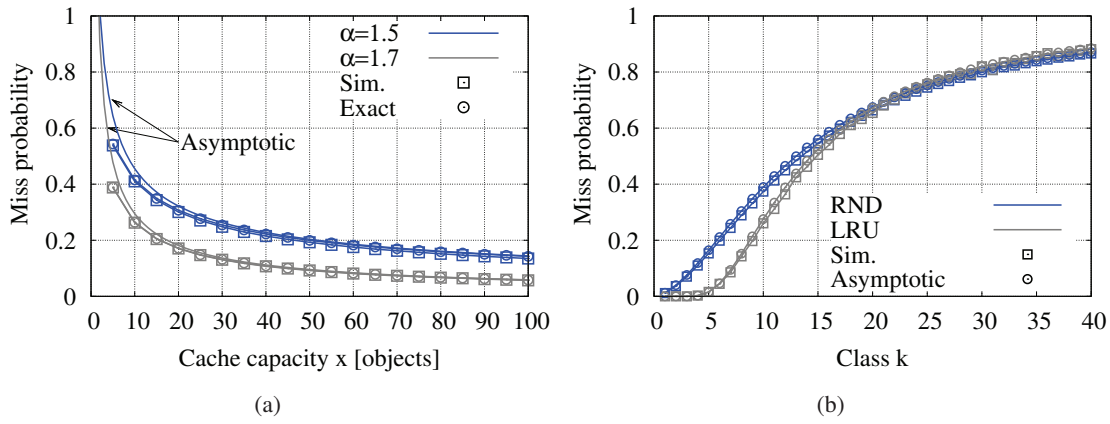 α=1.5
α=1.7
Sim.
Exact
Asymptotic
Miss probability
1
0.8
0.6
0.4
0.2
0
0 10 20 30 40 50 60 70 80 90 100
Cache capacity x [objects]
(a)
RND
LRU
Sim.
Asymptotic
Miss probability
1
0.8
0.6
0.4
0.2
0
0 5 10 15 20 25 30 35 40
Class k
(b)